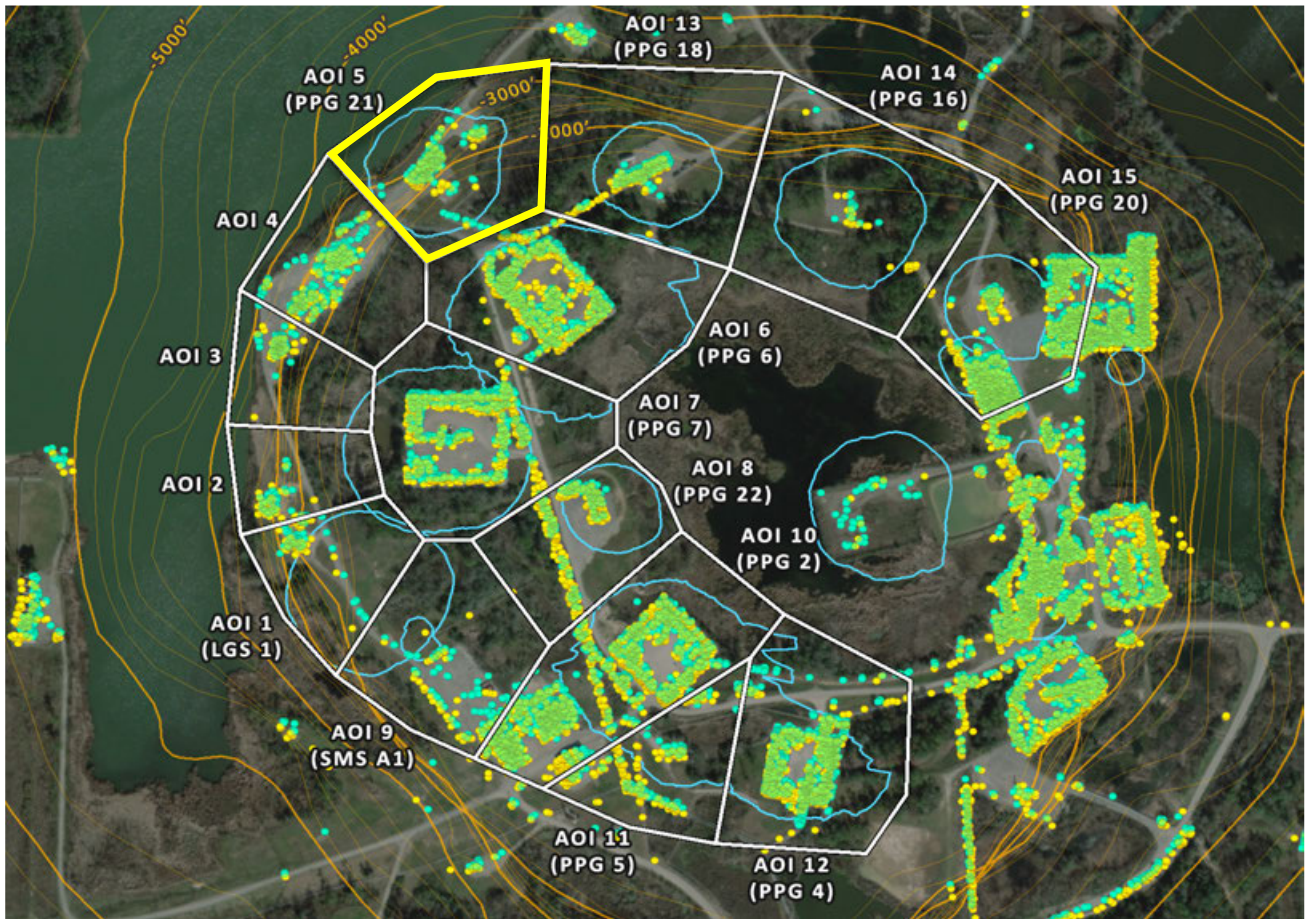 -5000'
-4000'
AOI 13
(PPG 18)
AOI 5
(PPG 21)
AOI 14
(PPG 16)
-3000'
000'
AOI 15
(PPG 20)
AOI 4
AOI 3
AOI 6
(PPG 6)
AOI 7
(PPG 7)
AOI 2
AOI 8
(PPG 22)
AOI 10
(PPG 2)
AOI 1
(LGS 1)
AOI 9
(SMS A1)
AOI 11
(PPG 5)
AOI 12
(PPG 4)